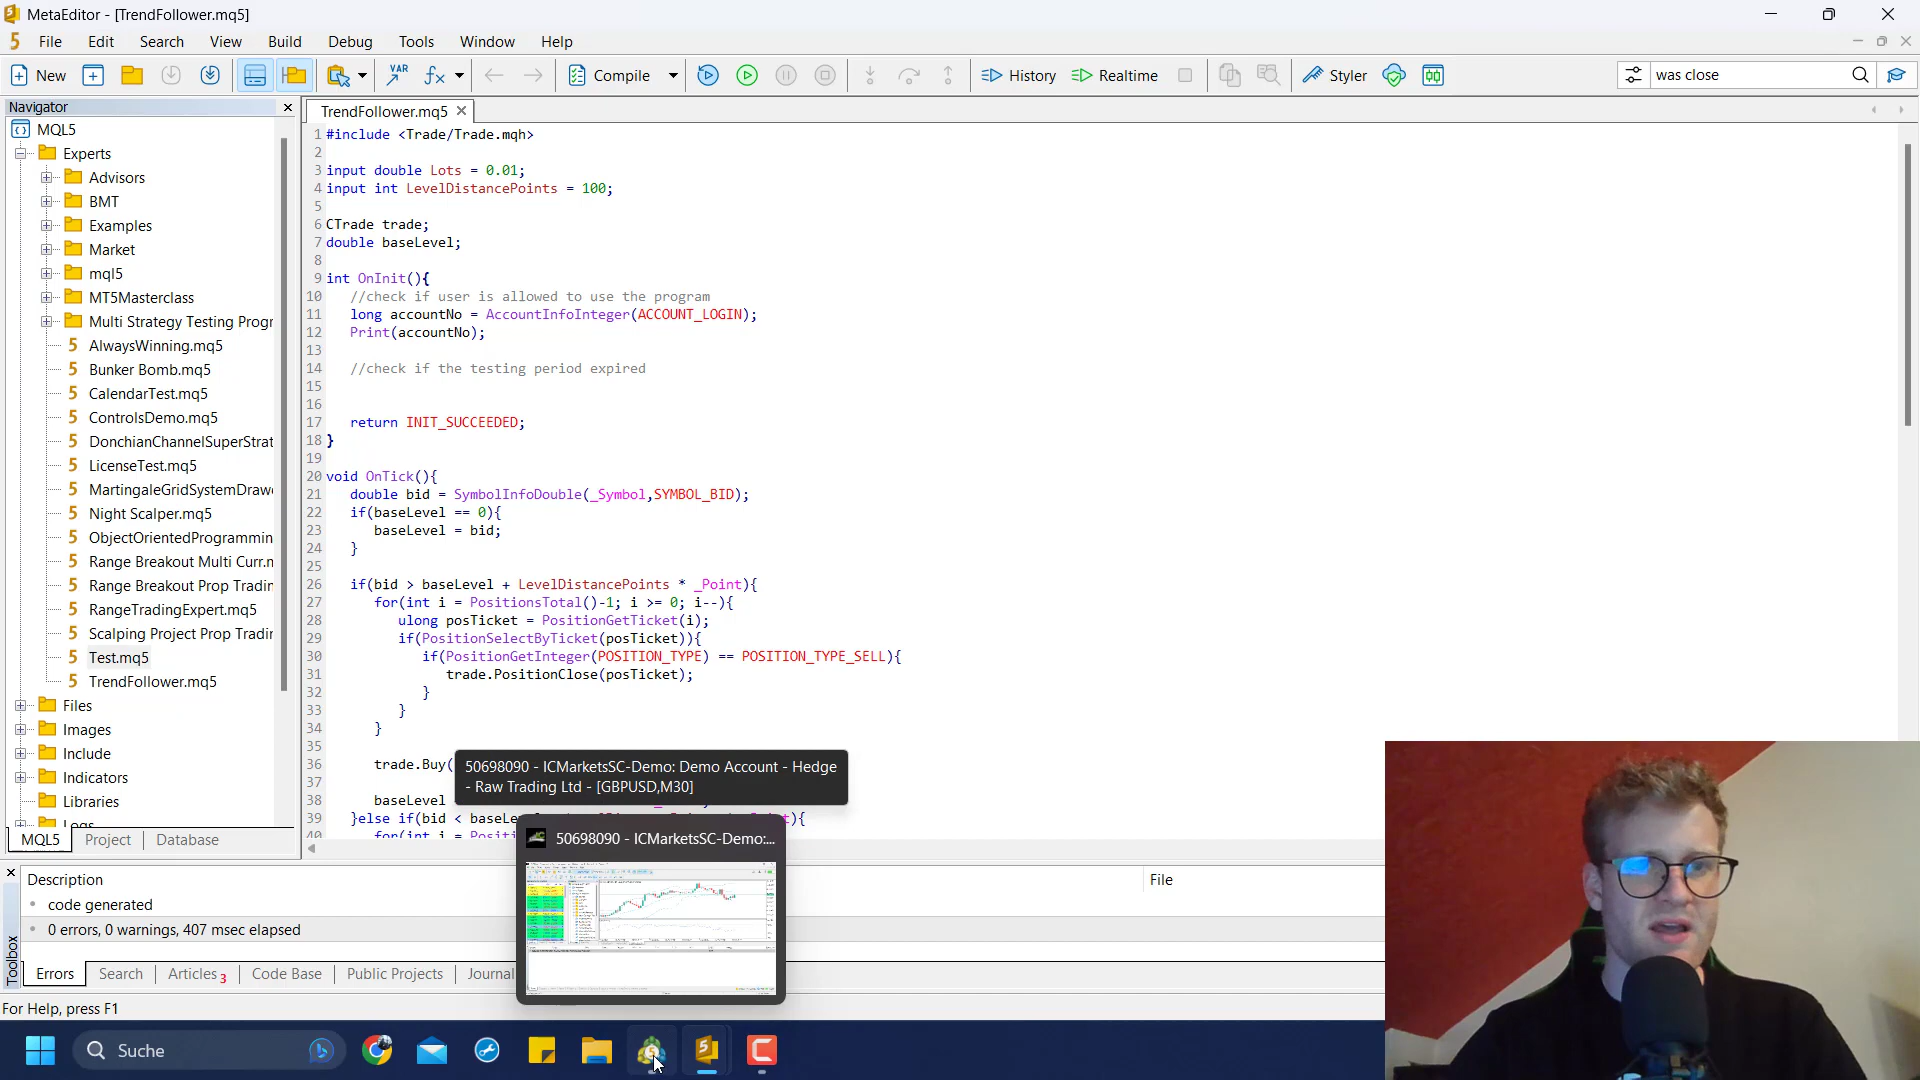 MetaEditor - [TrendFollower.mq5]
File Edit Search View Build Debug Tools Window Help
New VAR fx Compile History Realtime Styler was close
Navigator
MQL5
Experts
Advisors
BMT
Examples
Market
mql5
MT5Masterclass
Multi Strategy Testing Progr
AlwaysWinning.mq5
Bunker Bomb.mq5
CalendarTest.mq5
ControlsDemo.mq5
DonchianChannelSuperStrat
LicenseTest.mq5
MartingaleGridSystemDraw
Night Scalper.mq5
ObjectOrientedProgrammin
Range Breakout Multi Curr.m
Range Breakout Prop Tradin
RangeTradingExpert.mq5
Scalping Project Prop Tradin
Test.mq5
TrendFollower.mq5
Files
Images
Include
Indicators
Libraries
Logs
MQL5 Project Database
TrendFollower.mq5
1 #include <Trade/Trade.mqh>
2
3 input double Lots = 0.01;
4 input int LevelDistancePoints = 100;
5
6 CTrade trade;
7 double baseLevel;
8
9 int OnInit(){
10 //check if user is allowed to use the program
11 long accountNo = AccountInfoInteger(ACCOUNT_LOGIN);
12 Print(accountNo);
13
14 //check if the testing period expired
15
16
17 return INIT_SUCCEEDED;
18 }
19
20 void OnTick(){
21 double bid = SymbolInfoDouble(_Symbol,SYMBOL_BID);
22 if(baseLevel == 0){
23 baseLevel = bid;
24 }
25
26 if(bid > baseLevel + LevelDistancePoints * _Point){
27 for(int i = PositionsTotal()-1; i >= 0; i--){
28 ulong posTicket = PositionGetTicket(i);
29 if(PositionSelectByTicket(posTicket)){
30 if(PositionGetInteger(POSITION_TYPE) == POSITION_TYPE_SELL){
31 trade.PositionClose(posTicket);
32 }
33 }
34 }
35
36 trade.Buy(
37
38 baseLevel
39 }else if(bid < baseLe
40 for(int i = Positi
50698090 - ICMarketsSC-Demo: Demo Account - Hedge
- Raw Trading Ltd - [GBPUSD,M30]
50698090 - ICMarketsSC-Demo:...
Toolbox
Description File
code generated
0 errors, 0 warnings, 407 msec elapsed
Errors Search Articles 3 Code Base Public Projects Journal
For Help, press F1
Suche